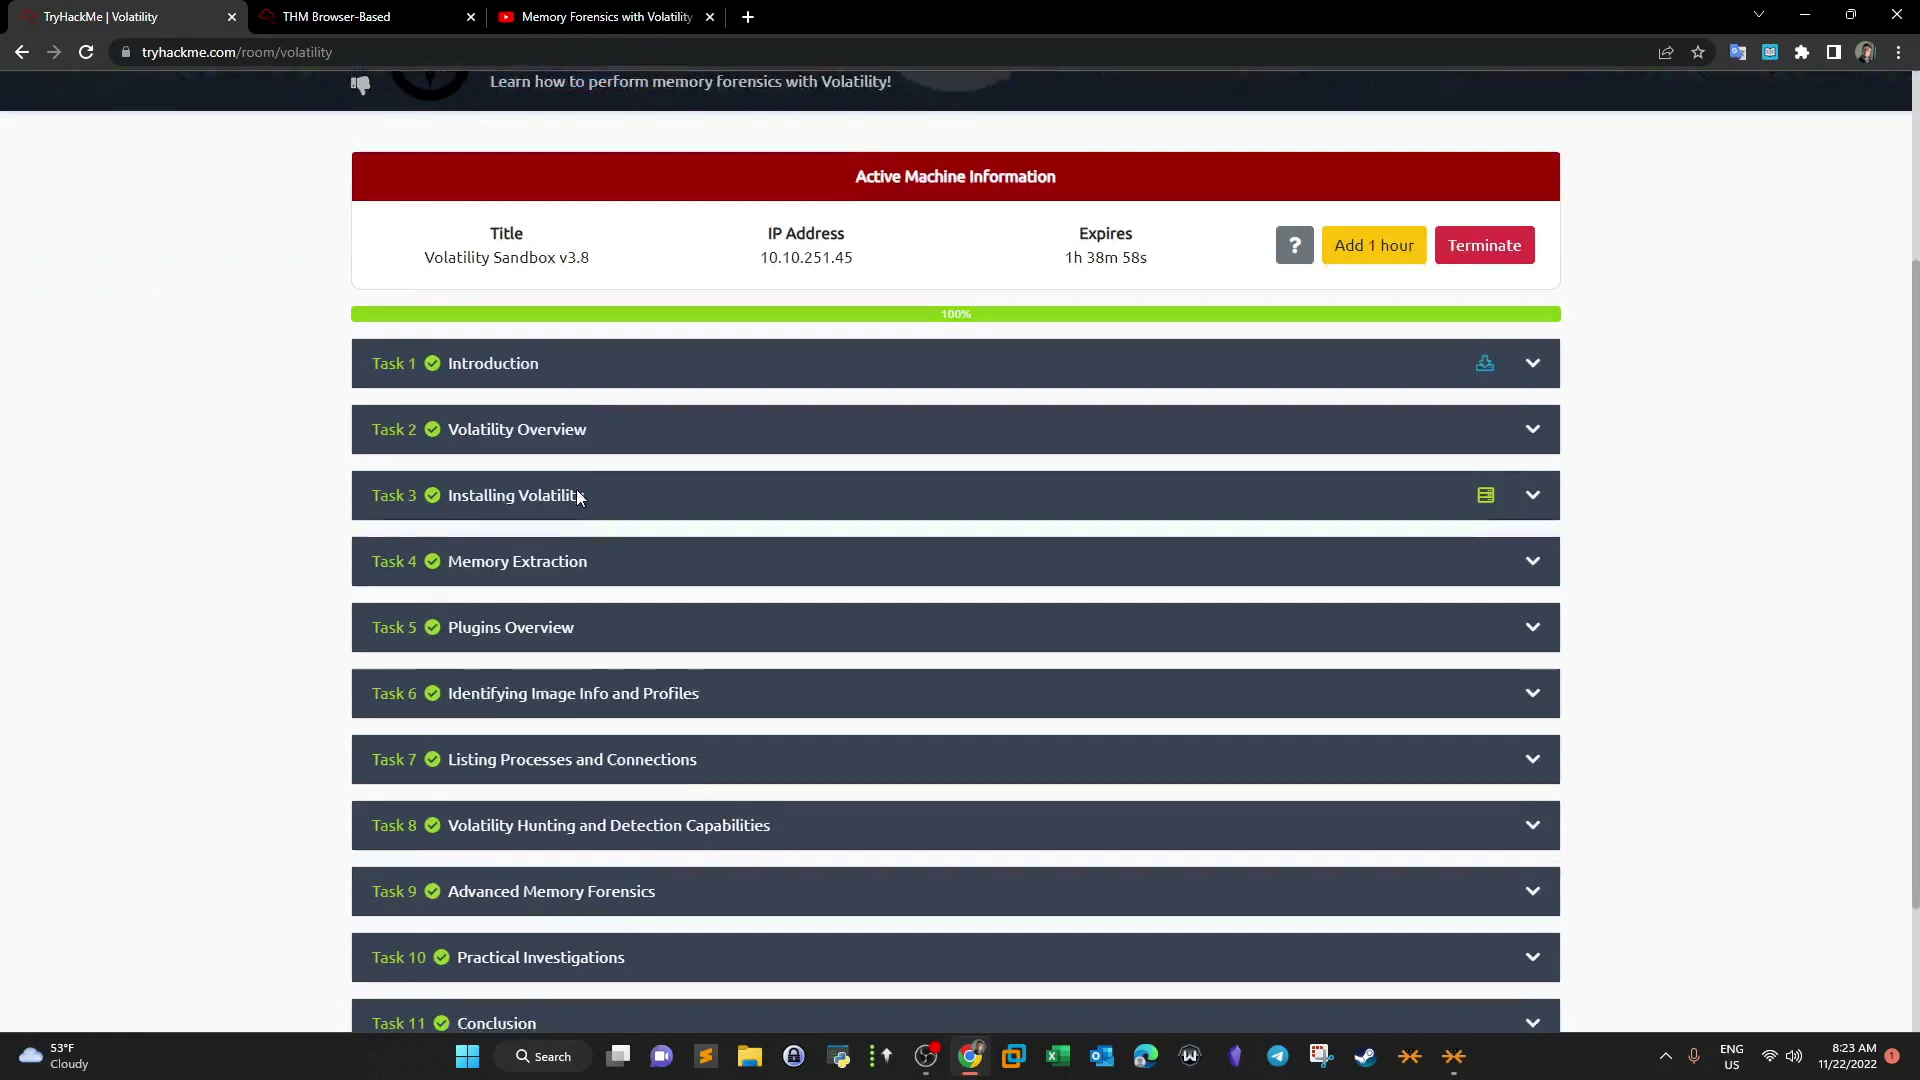 TryHackMe | Volatility
THM Browser-Based
Memory Forensics with Volatility
tryhackme.com/room/volatility
Learn how to perform memory forensics with Volatility!
Active Machine Information
Title
IP Address
Expires
Volatility Sandbox v3.8
10.10.251.45
1h 38m 58s
?
Add 1 hour
Terminate
100%
Task 1 Introduction
Task 2 Volatility Overview
Task 3 Installing Volatility
Task 4 Memory Extraction
Task 5 Plugins Overview
Task 6 Identifying Image Info and Profiles
Task 7 Listing Processes and Connections
Task 8 Volatility Hunting and Detection Capabilities
Task 9 Advanced Memory Forensics
Task 10 Practical Investigations
Task 11 Conclusion
53°F
Cloudy
Search
ENG
US
8:23 AM
11/22/2022
1